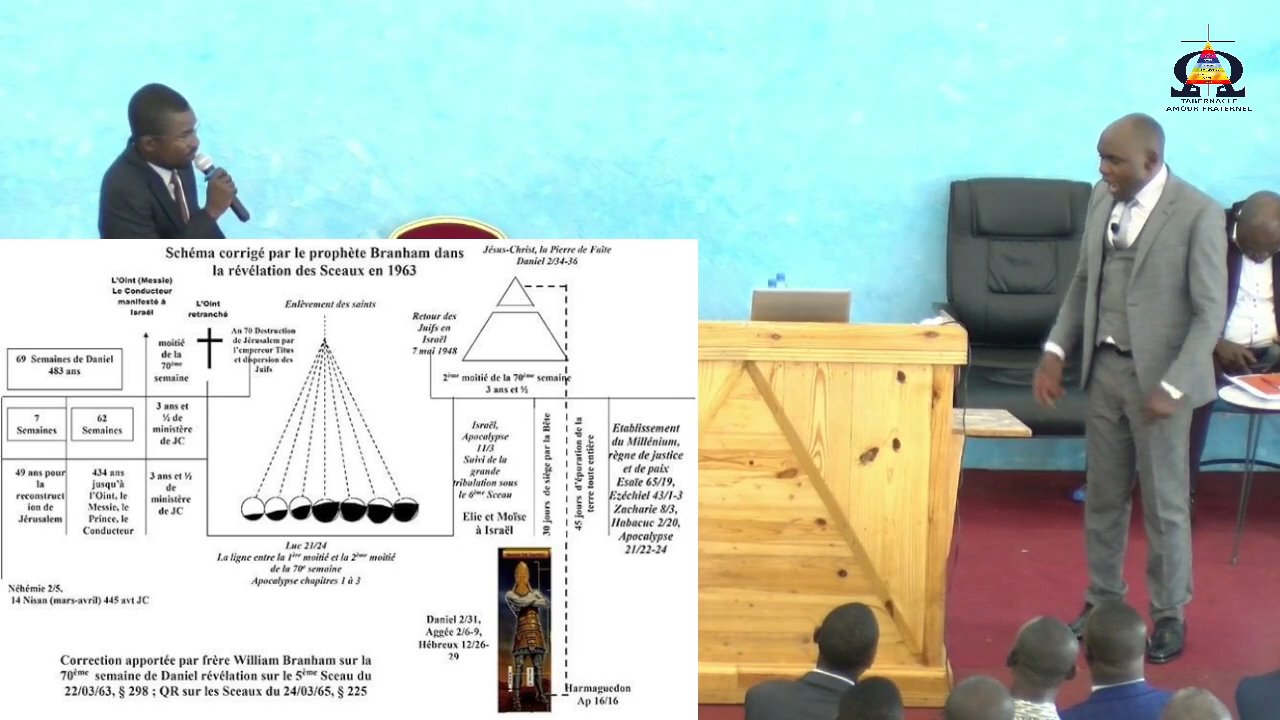 TABERNACLE
AMOUR FRATERNEL
Schéma corrigé par le prophète Branham dans
la révélation des Sceaux en 1963
Jésus-Christ, la Pierre de Faîte
Daniel 2/34-36
L'Oint (Messie)
Le Conducteur
manifesté à
Israël
L'Oint
retranché
Enlèvement des saints
An 70 Destruction
de Jérusalem par
l'empereur Titus
et dispersion des
Juifs
Retour des
Juifs en
Israël
7 mai 1948
moitié
de la
70ème
semaine
69 Semaines de Daniel
483 ans
2ème moitié de la 70ème semaine
3 ans et ½
7
Semaines
62
Semaines
3 ans et
½ de
ministère
de JC
49 ans pour
la
reconstruct
ion de
Jérusalem
434 ans
jusqu'à
l'Oint, le
Messie, le
Prince, le
Conducteur
3 ans et ½
de
ministère
de JC
Israël,
Apocalypse
11/3
Suivi de la
grande
tribulation sous
le 6ème Sceau
Elie et Moïse
à Israël
30 jours de siège par la Bête
45 jours d'épuration de la
terre toute entière
Etablissement
du Millénium,
règne de justice
et de paix
Esaïe 65/19,
Ezéchiel 43/1-3
Zacharie 8/3,
Habacuc 2/20,
Apocalypse
21/22-24
Luc 21/24
La ligne entre la 1ère moitié et la 2ème moitié
de la 70e semaine
Apocalypse chapitres 1 à 3
Néhémie 2/5,
14 Nisan (mars-avril) 445 avt JC
Daniel 2/31,
Aggée 2/6-9,
Hébreux 12/26-
29
Harmaguedon
Ap 16/16
Correction apportée par frère William Branham sur la
70ème semaine de Daniel révélation sur le 5ème Sceau du
22/03/63, § 298 ; QR sur les Sceaux du 24/03/65, § 225